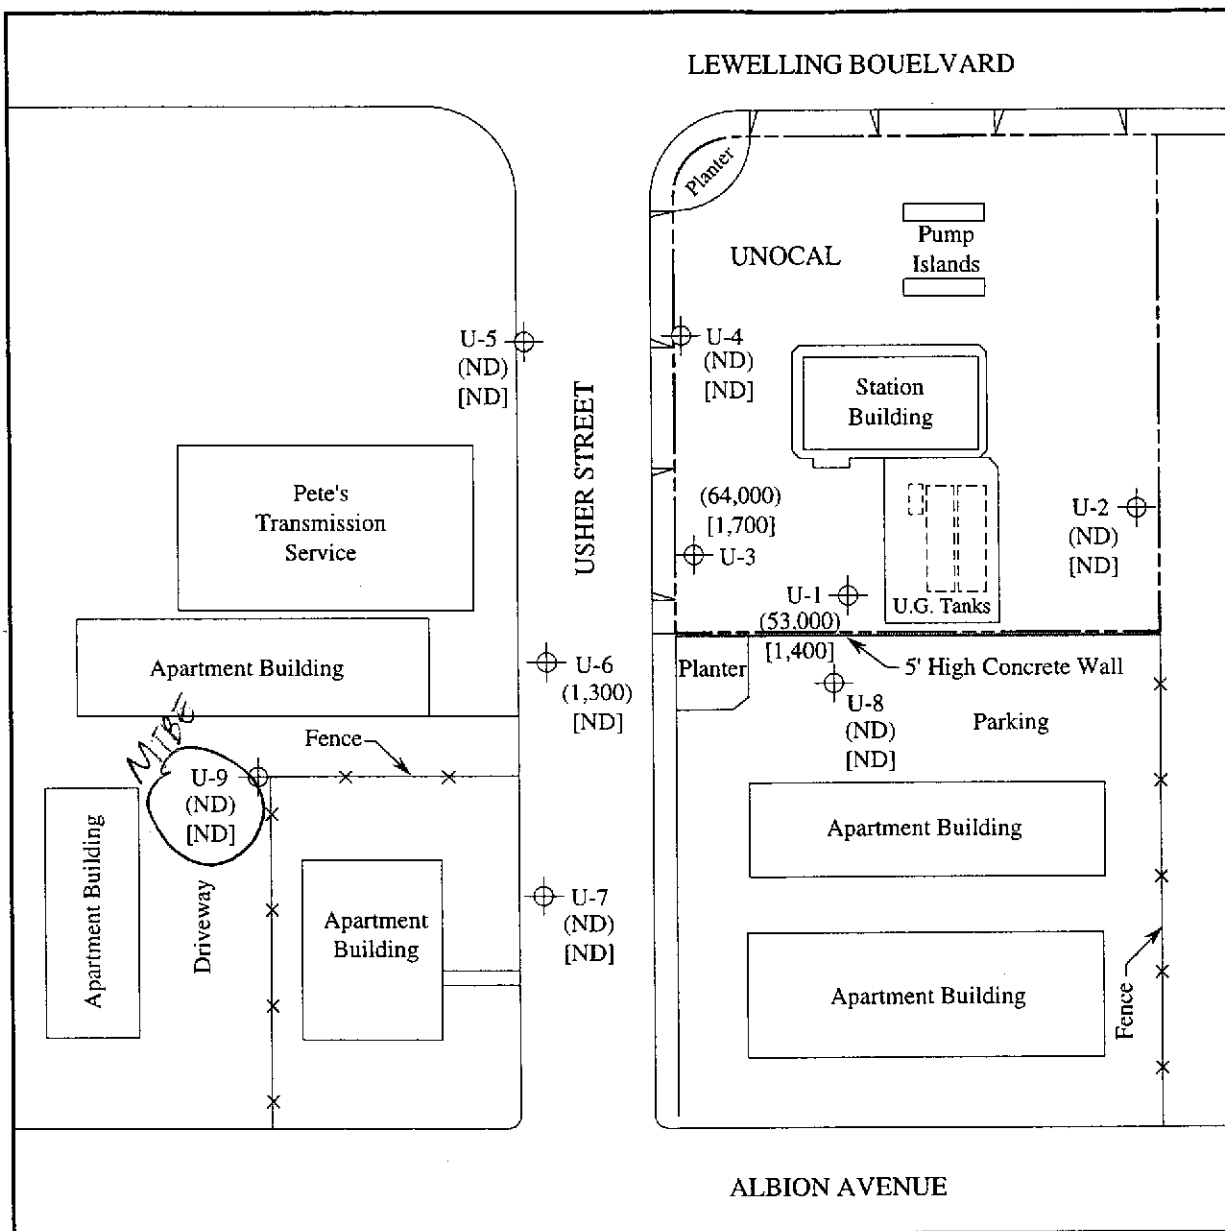 LEWELLING BOUELVARD
Planter
UNOCAL
Pump
Islands
U-5
(ND)
[ND]
U-4
(ND)
[ND]
USHER STREET
Station
Building
Pete's
Transmission
Service
(64,000)
[1,700]
U-3
U-2
(ND)
[ND]
U-1
(53,000)
[1,400]
U.G. Tanks
Apartment Building
U-6
(1,300)
[ND]
Planter
5' High Concrete Wall
U-8
(ND)
[ND]
Parking
MTBE
Fence
U-9
(ND)
[ND]
Apartment Building
Driveway
Apartment
Building
U-7
(ND)
[ND]
Apartment Building
Apartment Building
Fence
ALBION AVENUE